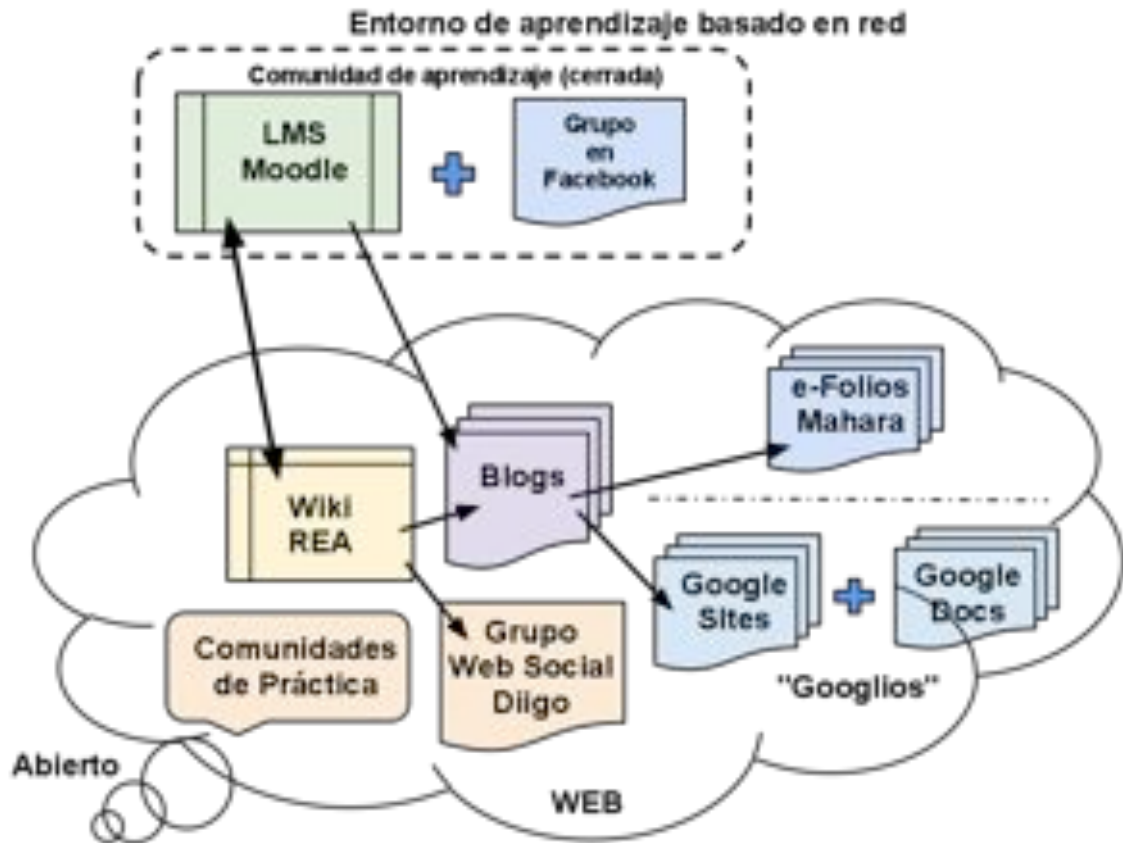 Entorno de aprendizaje basado en red
Comunidad de aprendizaje (cerrada)
LMS
Moodle
Grupo
en
Facebook
e-Folios
Mahara
Blogs
Wiki
REA
Google
Sites
Google
Docs
"Googlios"
Grupo
Web Social
Diigo
Comunidades
de Práctica
Abierto
WEB